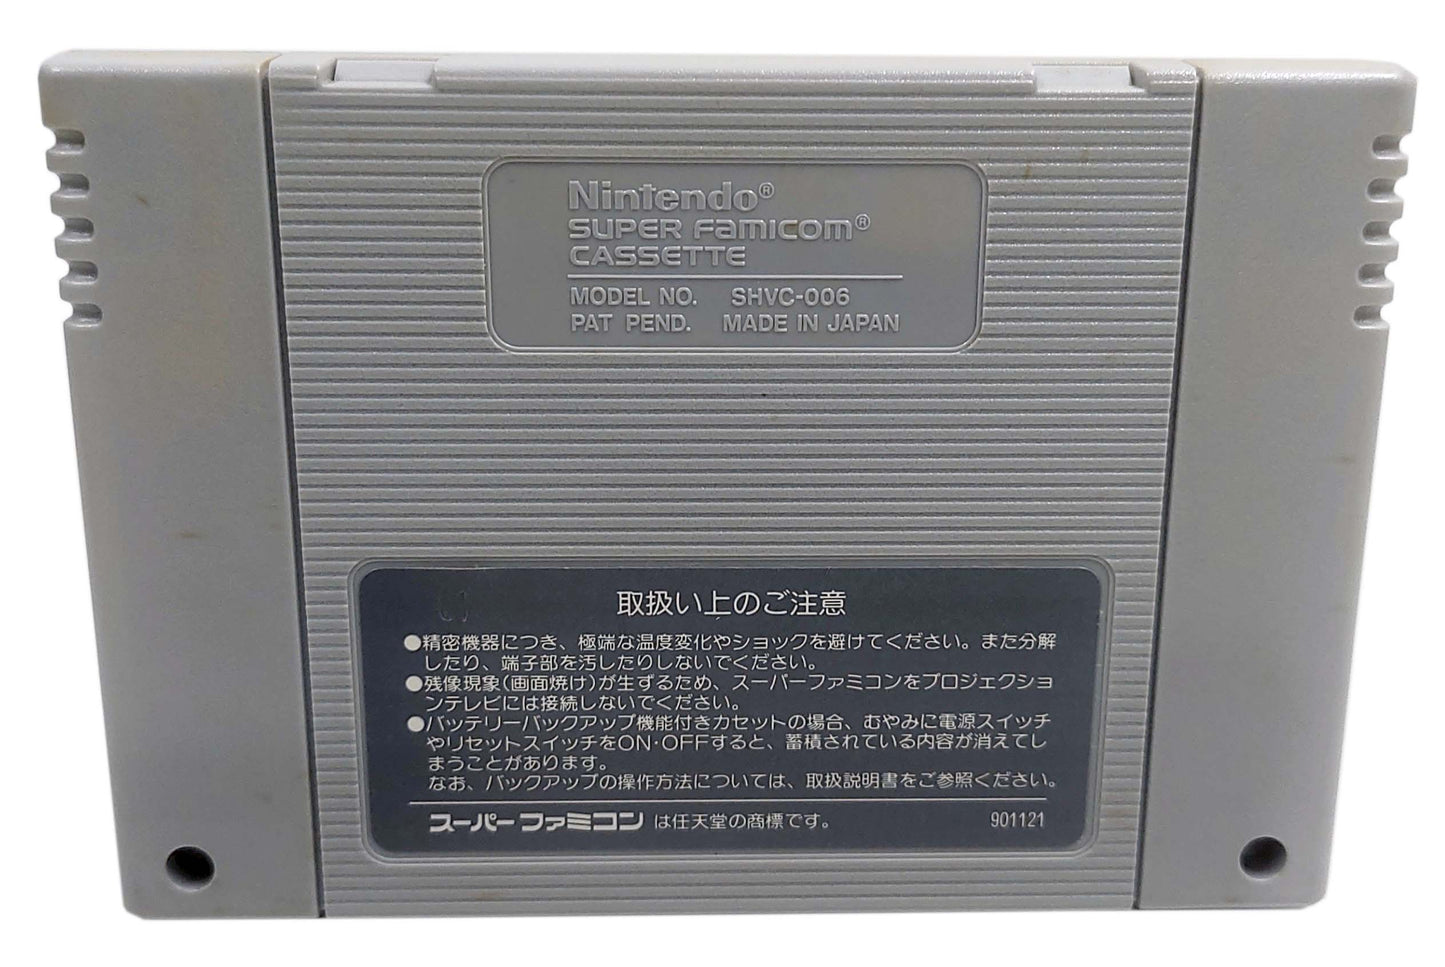 Nintendo®
SUPER FAMICOM®
CASSETTE
MODEL NO. SHVC-006
PAT PEND. MADE IN JAPAN
取扱い上のご注意
●精密機器につき、極端な温度変化やショックを避けてください。また分解
したり、端子部を汚したりしないでください。
●残像現象(画面焼け)が生ずるため、スーパーファミコンをプロジェクショ
ンテレビには接続しないでください。
●バッテリーバックアップ機能付きカセットの場合、むやみに電源スイッチ
やリセットスイッチをON・OFFすると、蓄積されている内容が消えてし
まうことがあります。
なお、バックアップの操作方法については、取扱説明書をご参照ください。
スーパーファミコン は任天堂の商標です。 901121